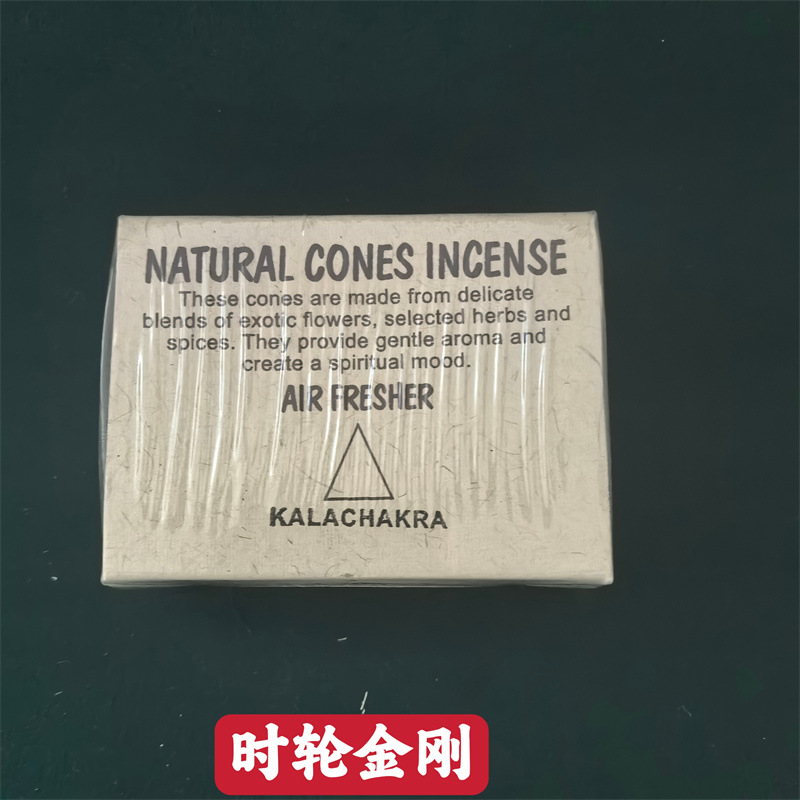 NATURAL CONES INCENSE
These cones are made from delicate
blends of exotic flowers, selected herbs and
spices. They provide gentle aroma and
create a spiritual mood.
AIR FRESHER
KALACHAKRA
时轮金刚